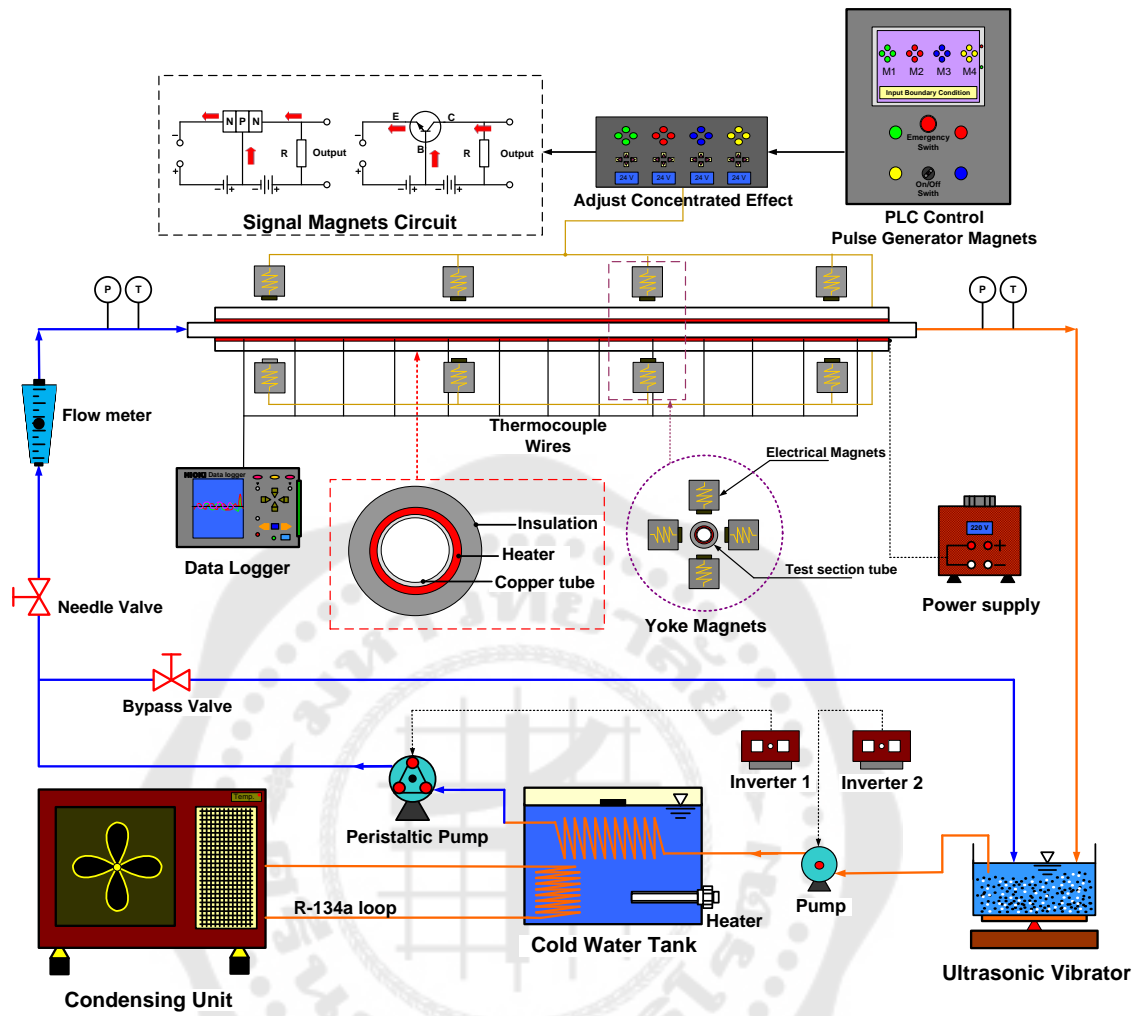 M1 M2 M3 M4
Input Boundary Condition
Emergency
Swith
On/Off
Swith
PLC Control
Pulse Generator Magnets
24 V 24 V 24 V 24 V
Adjust Concentrated Effect
N P N
R
Output
E
C
B
R
Output
Signal Magnets Circuit
P T
P T
Flow meter
Thermocouple
Wires
HIOKI Data logger
Data Logger
Insulation
Heater
Copper tube
Electrical Magnets
Test section tube
Yoke Magnets
220 V
Power supply
Needle Valve
Bypass Valve
Peristaltic Pump
Inverter 1
Inverter 2
Temp.
R-134a loop
Condensing Unit
Heater
Cold Water Tank
Pump
Ultrasonic Vibrator